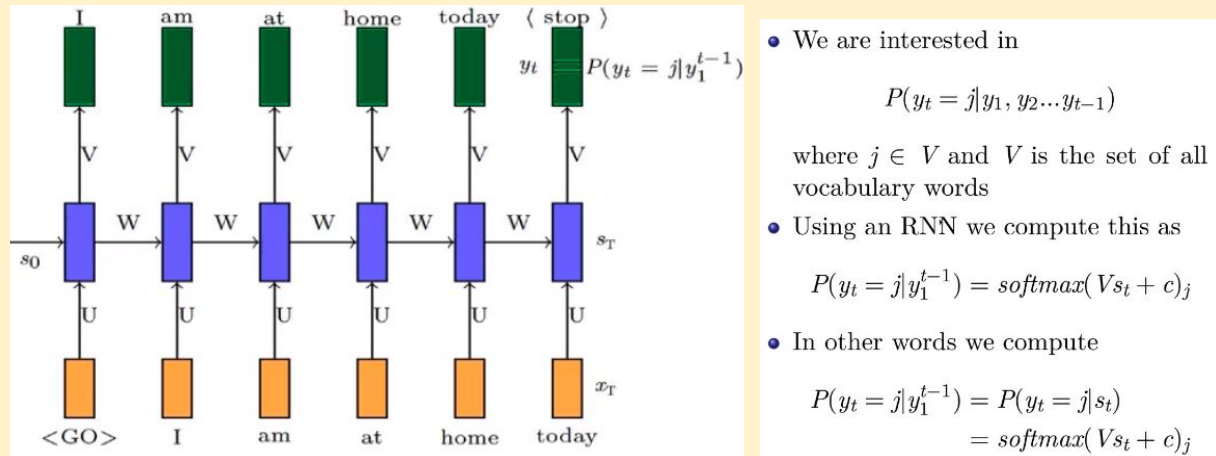 I am at home today ⟨ stop ⟩
y_t P(y_t = j|y_1^{t−1})
V V V V V V
W W W W W
s_0 s_T
U U U U U U
x_T
<GO> I am at home today
• We are interested in
P(y_t = j|y_1, y_2...y_{t−1})
where j ∈ V and V is the set of all
vocabulary words
• Using an RNN we compute this as
P(y_t = j|y_1^{t−1}) = softmax(Vs_t + c)_j
• In other words we compute
P(y_t = j|y_1^{t−1}) = P(y_t = j|s_t)
= softmax(Vs_t + c)_j